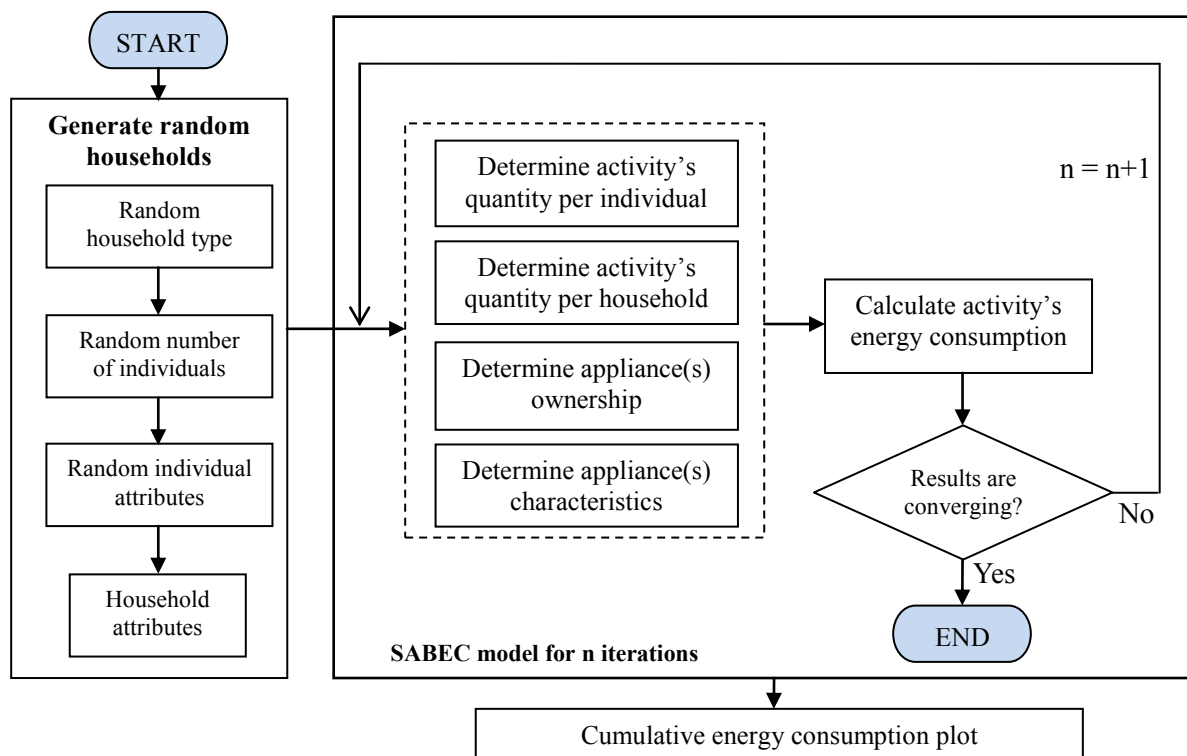 START
Generate random
households
Random
household type
Random number
of individuals
Random individual
attributes
Household
attributes
Determine activity's
quantity per individual
Determine activity's
quantity per household
Determine appliance(s)
ownership
Determine appliance(s)
characteristics
n = n+1
Calculate activity's
energy consumption
Results are
converging?
No
Yes
END
SABEC model for n iterations
Cumulative energy consumption plot